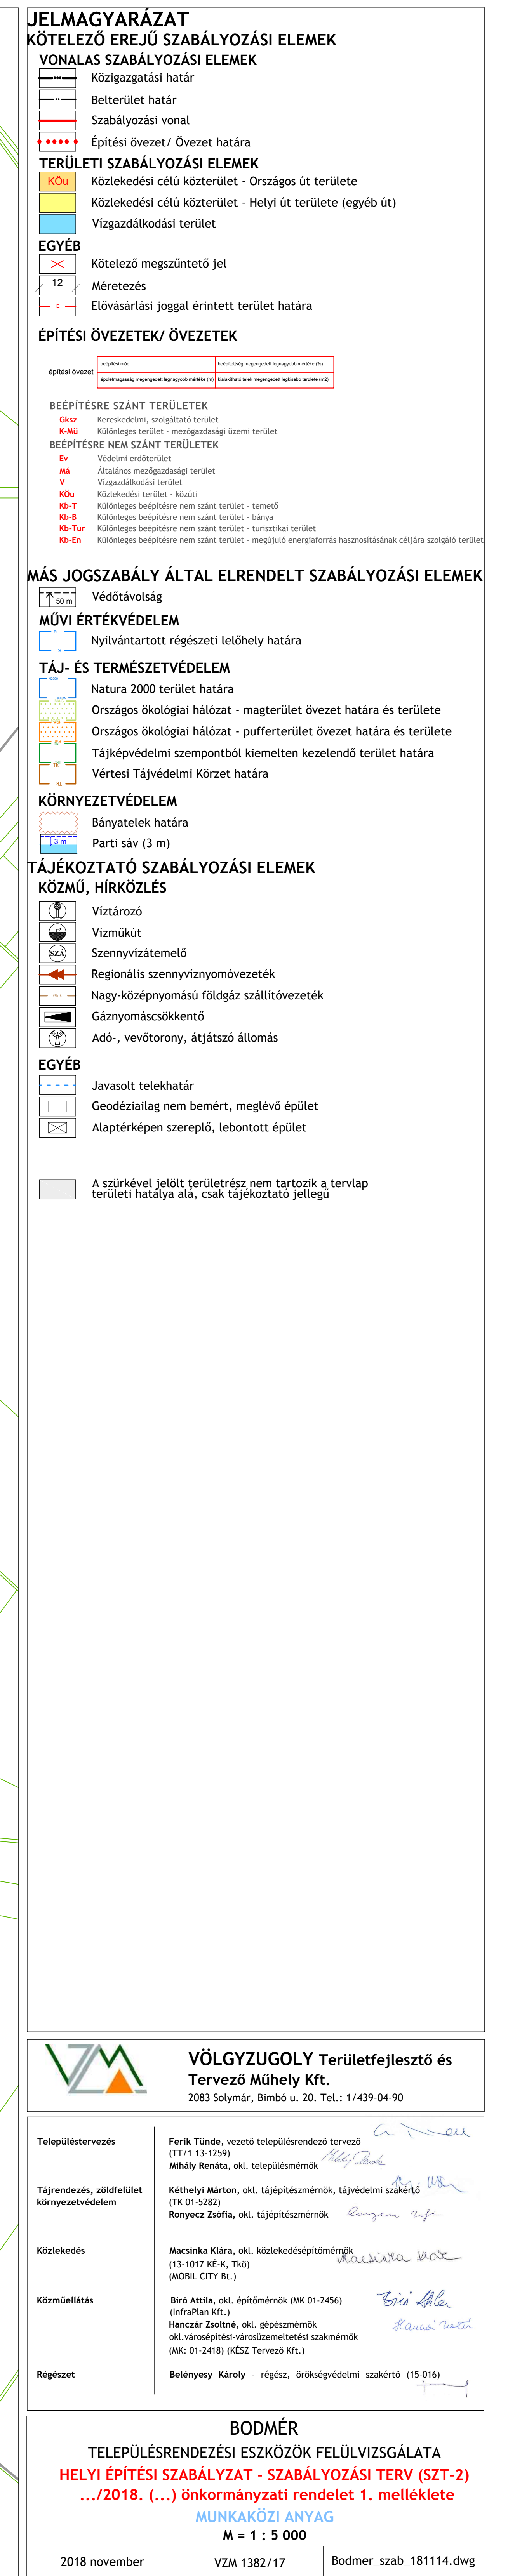 JELMAGYARÁZAT
KÖTELEZŐ EREJŰ SZABÁLYOZÁSI ELEMEK
VONALAS SZABÁLYOZÁSI ELEMEK
Közigazgatási határ
Belterület határ
Szabályozási vonal
Építési övezet/ Övezet határa
TERÜLETI SZABÁLYOZÁSI ELEMEK
KÖu Közlekedési célú közterület - Országos út területe
Közlekedési célú közterület - Helyi út területe (egyéb út)
Vízgazdálkodási terület
EGYÉB
Kötelező megszűntető jel
12 Méretezés
E Elővásárlási joggal érintett terület határa
ÉPÍTÉSI ÖVEZETEK/ ÖVEZETEK
építési övezet
beépítési mód
beépítettség megengedett legnagyobb mértéke (%)
épületmagasság megengedett legnagyobb mértéke (m)
kialakítható telek megengedett legkisebb területe (m2)
BEÉPÍTÉSRE SZÁNT TERÜLETEK
Gksz Kereskedelmi, szolgáltató terület
K-Mü Különleges terület - mezőgazdasági üzemi terület
BEÉPÍTÉSRE NEM SZÁNT TERÜLETEK
Ev Védelmi erdőterület
Má Általános mezőgazdasági terület
V Vízgazdálkodási terület
KÖu Közlekedési terület - közúti
Kb-T Különleges beépítésre nem szánt terület - temető
Kb-B Különleges beépítésre nem szánt terület - bánya
Kb-Tur Különleges beépítésre nem szánt terület - turisztikai terület
Kb-En Különleges beépítésre nem szánt terület - megújuló energiaforrás hasznosításának céljára szolgáló terület
MÁS JOGSZABÁLY ÁLTAL ELRENDELT SZABÁLYOZÁSI ELEMEK
50 m Védőtávolság
MŰVI ÉRTÉKVÉDELEM
Nyilvántartott régészeti lelőhely határa
TÁJ- ÉS TERMÉSZETVÉDELEM
Natura 2000 terület határa
Országos ökológiai hálózat - magterület övezet határa és területe
Országos ökológiai hálózat - pufferterület övezet határa és területe
Tájképvédelmi szempontból kiemelten kezelendő terület határa
Vértesi Tájvédelmi Körzet határa
KÖRNYEZETVÉDELEM
Bányatelek határa
3 m Parti sáv (3 m)
TÁJÉKOZTATÓ SZABÁLYOZÁSI ELEMEK
KÖZMŰ, HÍRKÖZLÉS
Víztározó
Vízműkút
SZÁ Szennyvízátemelő
Regionális szennyvíznyomóvezeték
Nagy-középnyomású földgáz szállítóvezeték
Gáznyomáscsökkentő
Adó-, vevőtorony, átjátszó állomás
EGYÉB
Javasolt telekhatár
Geodéziailag nem bemért, meglévő épület
Alaptérképen szereplő, lebontott épület
A szürkével jelölt területrész nem tartozik a tervlap
területi hatálya alá, csak tájékoztató jellegű
VZM
VÖLGYZUGOLY Területfejlesztő és
Tervező Műhely Kft.
2083 Solymár, Bimbó u. 20. Tel.: 1/439-04-90
Településtervezés
Ferik Tünde, vezető településrendező tervező
(TT/1 13-1259)
Mihály Renáta, okl. településmérnök
Tájrendezés, zöldfelület
környezetvédelem
Kéthelyi Márton, okl. tájépítészmérnök, tájvédelmi szakértő
(TK 01-5282)
Ronyecz Zsófia, okl. tájépítészmérnök
Közlekedés
Macsinka Klára, okl. közlekedésépítőmérnök
(13-1017 KÉ-K, Tkö)
(MOBIL CITY Bt.)
Közműellátás
Bíró Attila, okl. építőmérnök (MK 01-2456)
(InfraPlan Kft.)
Hanczár Zsoltné, okl. gépészmérnök
okl.városépítési-városüzemeltetési szakmérnök
(MK: 01-2418) (KÉSZ Tervező Kft.)
Régészet
Belényesy Károly - régész, örökségvédelmi szakértő (15-016)
BODMÉR
TELEPÜLÉSRENDEZÉSI ESZKÖZÖK FELÜLVIZSGÁLATA
HELYI ÉPÍTÉSI SZABÁLYZAT - SZABÁLYOZÁSI TERV (SZT-2)
.../2018. (...) önkormányzati rendelet 1. melléklete
MUNKAKÖZI ANYAG
M = 1 : 5 000
2018 november
VZM 1382/17
Bodmer_szab_181114.dwg